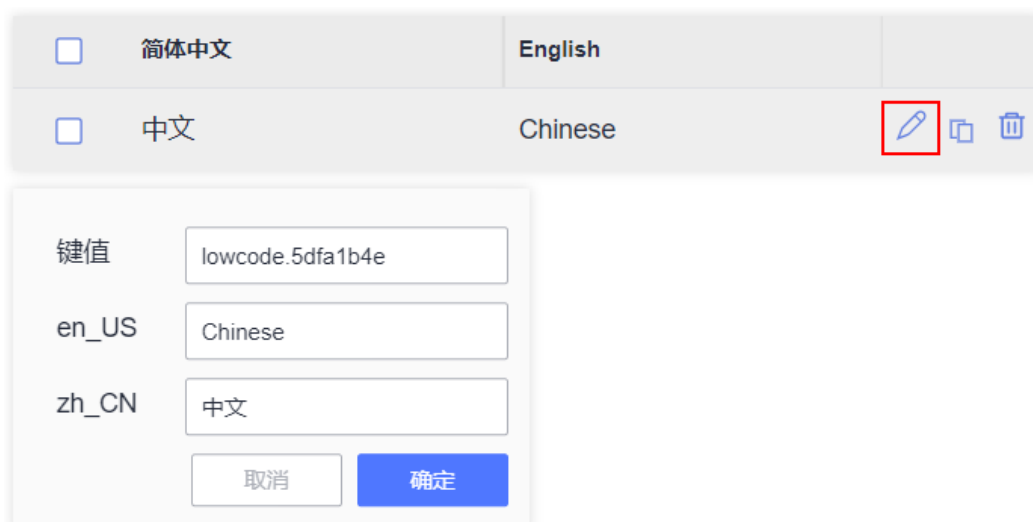 简体中文 English
中文 Chinese
键值 lowcode.5dfa1b4e
en_US Chinese
zh_CN 中文
取消 确定